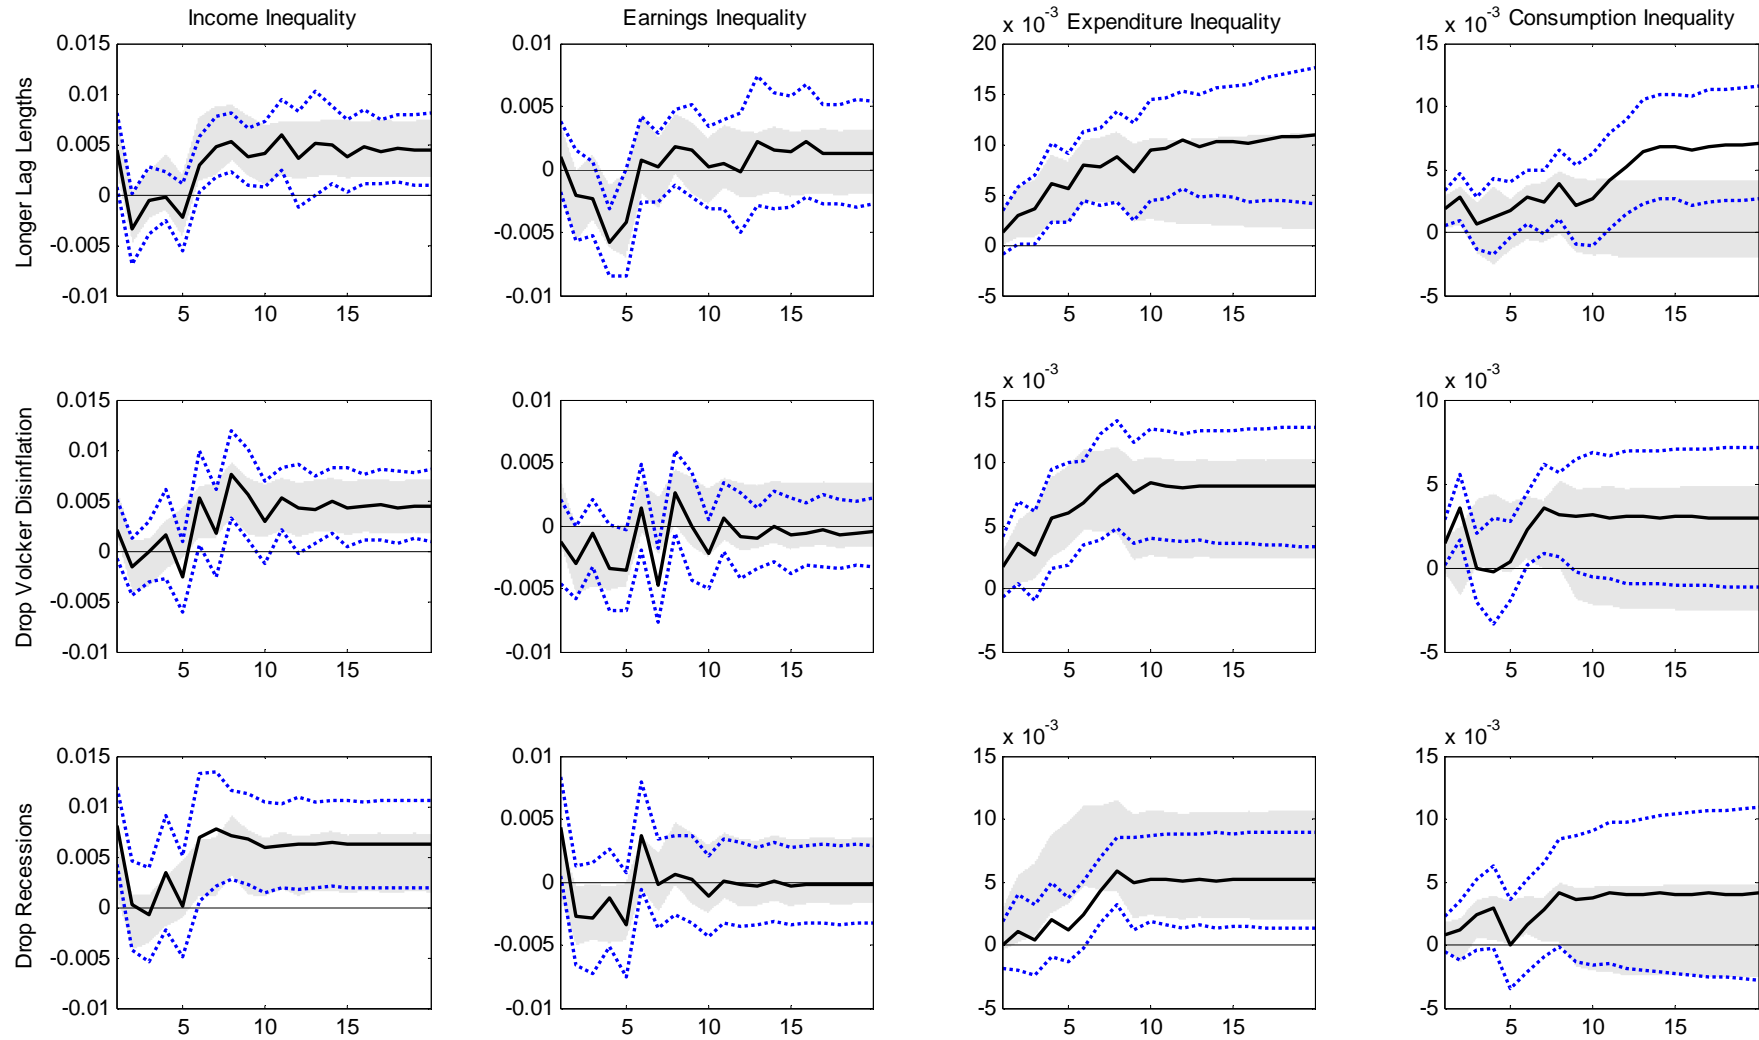 Income Inequality
Earnings Inequality
x 10^-3 Expenditure Inequality
x 10^-3 Consumption Inequality
Longer Lag Lengths
0.015
0.01
0.005
0
-0.005
-0.01
5 10 15
0.01
0.005
0
-0.005
-0.01
5 10 15
20
15
10
5
0
-5
5 10 15
15
10
5
0
-5
5 10 15
Drop Volcker Disinflation
0.015
0.01
0.005
0
-0.005
-0.01
5 10 15
0.01
0.005
0
-0.005
-0.01
5 10 15
x 10^-3
15
10
5
0
-5
5 10 15
x 10^-3
10
5
0
-5
5 10 15
Drop Recessions
0.015
0.01
0.005
0
-0.005
-0.01
5 10 15
0.01
0.005
0
-0.005
-0.01
5 10 15
x 10^-3
15
10
5
0
-5
5 10 15
x 10^-3
15
10
5
0
-5
5 10 15